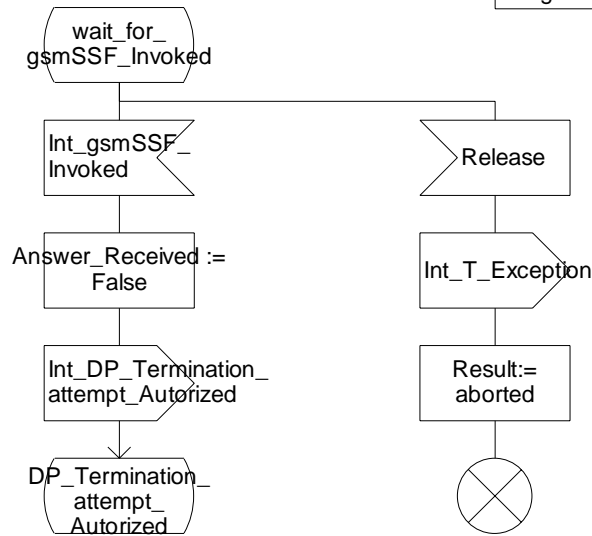 wait_for_
gsmSSF_Invoked
Int_gsmSSF_
Invoked
Release
Answer_Received :=
False
Int_T_Exception
Int_DP_Termination_
attempt_Autorized
Result:=
aborted
DP_Termination_
attempt_
Autorized